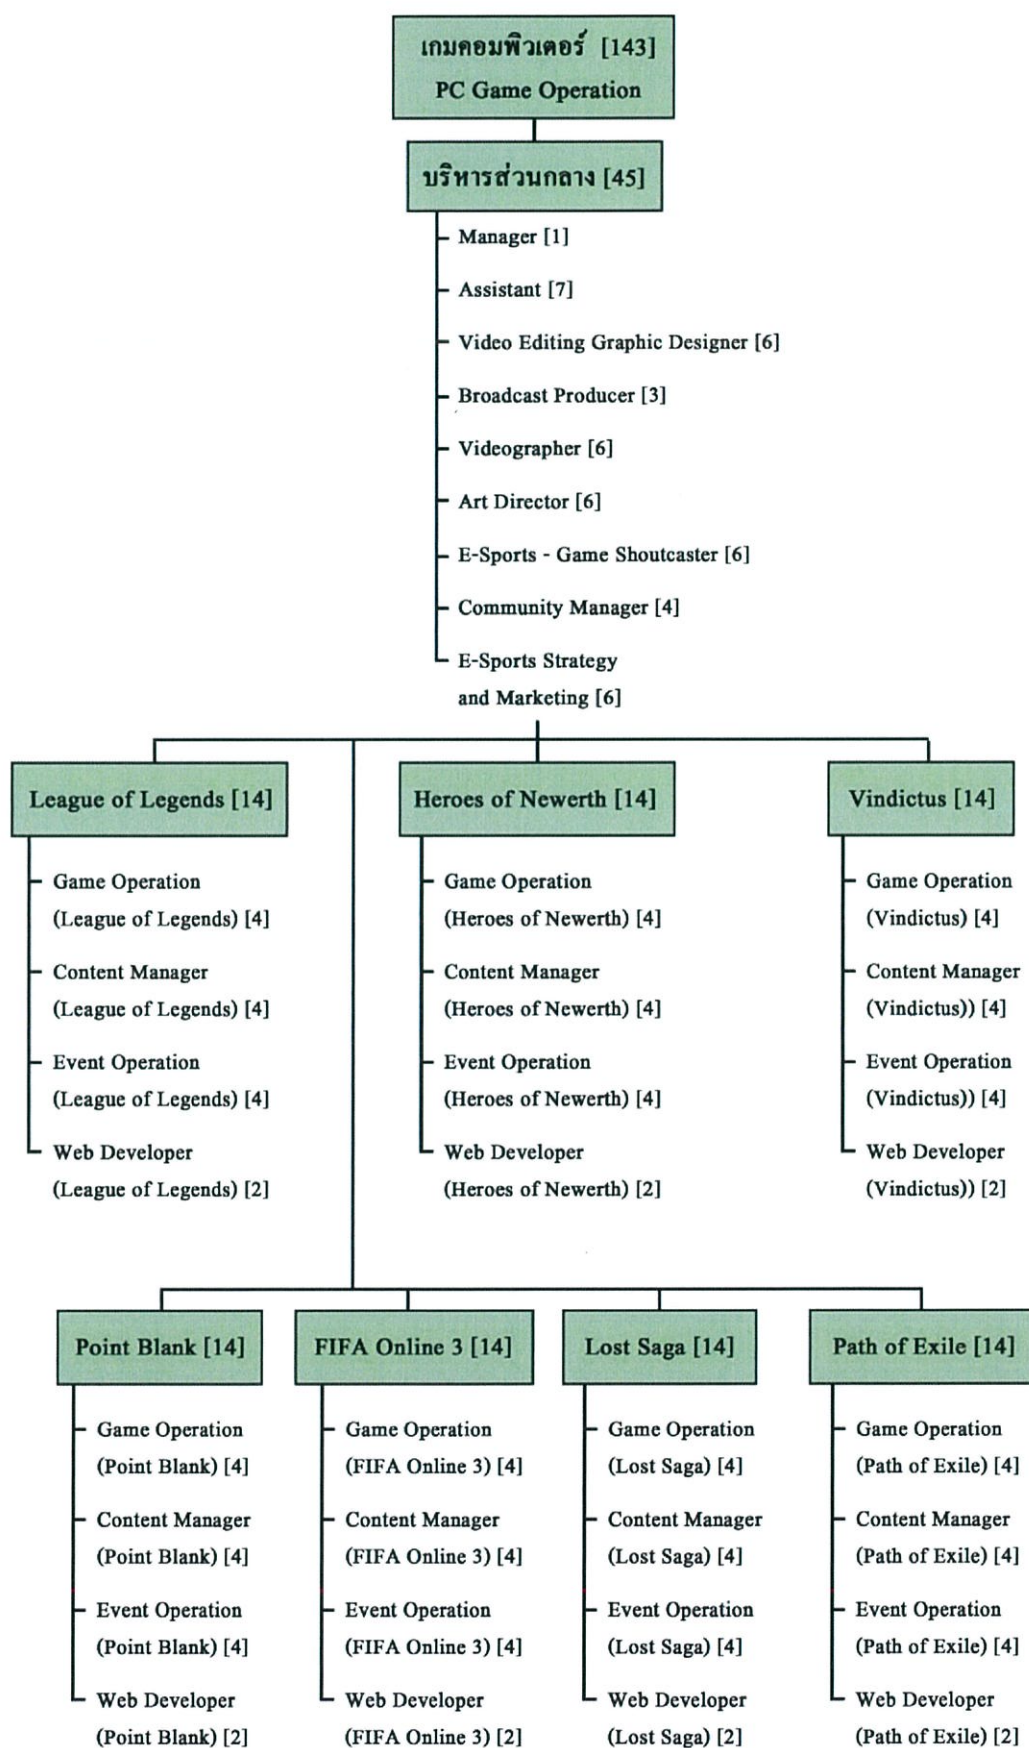 เกมคอมพิวเตอร์ [143]
PC Game Operation
บริหารส่วนกลาง [45]
Manager [1]
Assistant [7]
Video Editing Graphic Designer [6]
Broadcast Producer [3]
Videographer [6]
Art Director [6]
E-Sports - Game Shoutcaster [6]
Community Manager [4]
E-Sports Strategy
and Marketing [6]
League of Legends [14]
Game Operation
(League of Legends) [4]
Content Manager
(League of Legends) [4]
Event Operation
(League of Legends) [4]
Web Developer
(League of Legends) [2]
Heroes of Newerth [14]
Game Operation
(Heroes of Newerth) [4]
Content Manager
(Heroes of Newerth) [4]
Event Operation
(Heroes of Newerth) [4]
Web Developer
(Heroes of Newerth) [2]
Vindictus [14]
Game Operation
(Vindictus) [4]
Content Manager
(Vindictus)) [4]
Event Operation
(Vindictus)) [4]
Web Developer
(Vindictus)) [2]
Point Blank [14]
Game Operation
(Point Blank) [4]
Content Manager
(Point Blank) [4]
Event Operation
(Point Blank) [4]
Web Developer
(Point Blank) [2]
FIFA Online 3 [14]
Game Operation
(FIFA Online 3) [4]
Content Manager
(FIFA Online 3) [4]
Event Operation
(FIFA Online 3) [4]
Web Developer
(FIFA Online 3) [2]
Lost Saga [14]
Game Operation
(Lost Saga) [4]
Content Manager
(Lost Saga) [4]
Event Operation
(Lost Saga) [4]
Web Developer
(Lost Saga) [2]
Path of Exile [14]
Game Operation
(Path of Exile) [4]
Content Manager
(Path of Exile) [4]
Event Operation
(Path of Exile) [4]
Web Developer
(Path of Exile) [2]